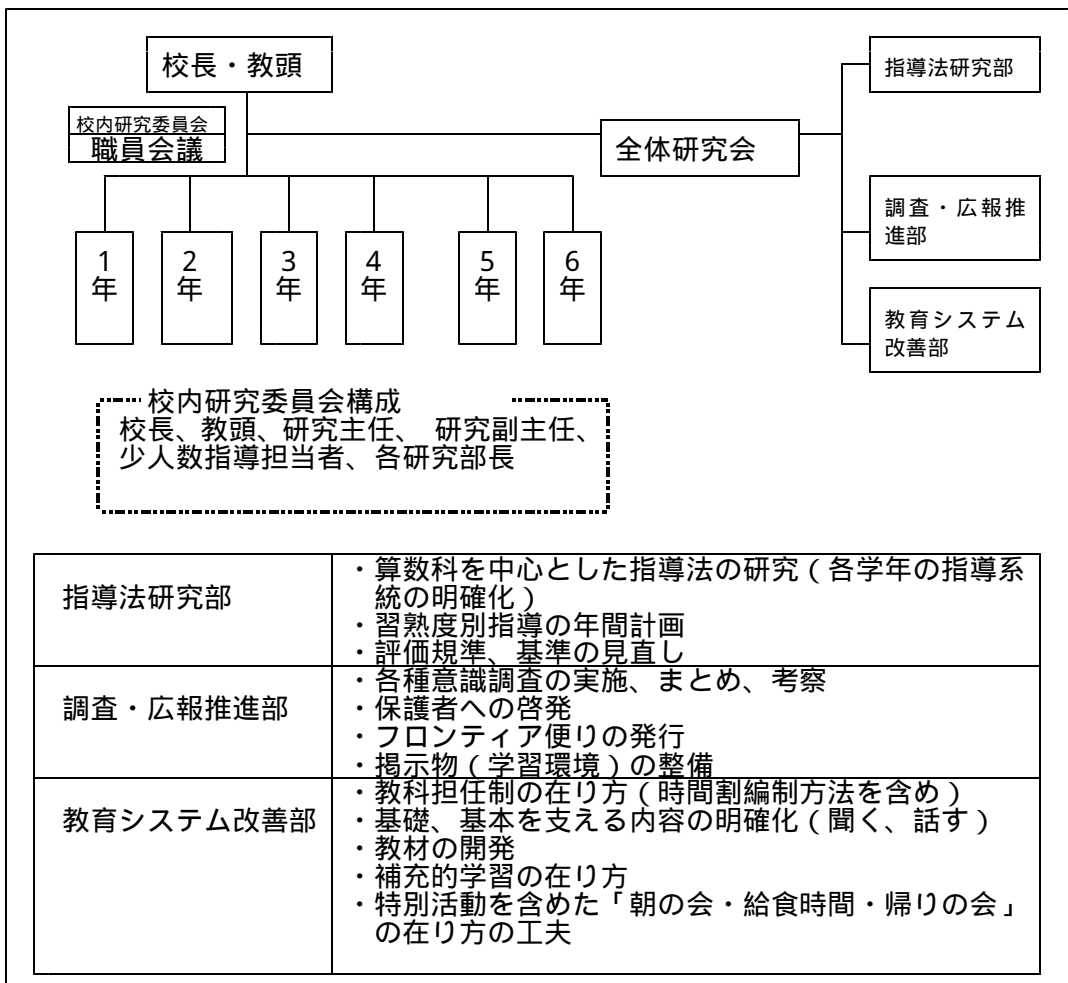 校長・教頭
指導法研究部
校内研究委員会
職員会議
全体研究会
調査・広報推
進部
1
年
2
年
3
年
4
年
5
年
6
年
教育システム
改善部
校内研究委員会構成
校長、教頭、研究主任、 研究副主任、
少人数指導担当者、各研究部長
指導法研究部
・算数科を中心とした指導法の研究(各学年の指導系
統の明確化)
・習熟度別指導の年間計画
・評価規準、基準の見直し
調査・広報推進部
・各種意識調査の実施、まとめ、考察
・保護者への啓発
・フロンティア便りの発行
・掲示物(学習環境)の整備
教育システム改善部
・教科担任制の在り方(時間割編制方法を含め)
・基礎、基本を支える内容の明確化(聞く、話す)
・教材の開発
・補充的学習の在り方
・特別活動を含めた「朝の会・給食時間・帰りの会」
の在り方の工夫